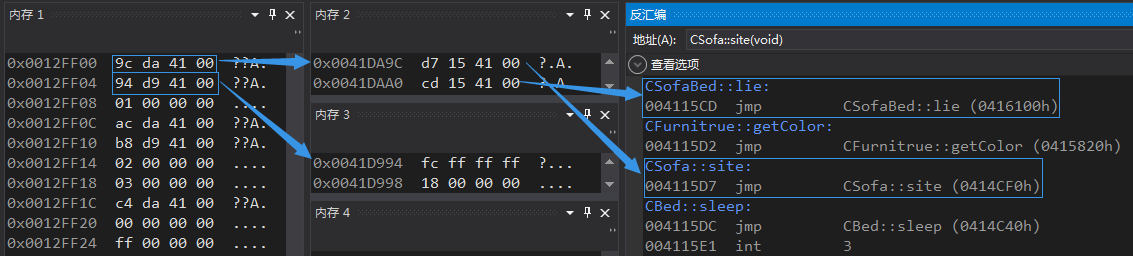 内存 1
0x0012FF00 9c da 41 00 ??A.
0x0012FF04 94 d9 41 00 ??A.
0x0012FF08 01 00 00 00 ....
0x0012FF0C ac da 41 00 ??A.
0x0012FF10 b8 d9 41 00 ??A.
0x0012FF14 02 00 00 00 ....
0x0012FF18 03 00 00 00 ....
0x0012FF1C c4 da 41 00 ??A.
0x0012FF20 00 00 00 00 ....
0x0012FF24 ff 00 00 00 ....
内存 2
0x0041DA9C d7 15 41 00 ?.A.
0x0041DAA0 cd 15 41 00 ?.A.
内存 3
0x0041D994 fc ff ff ff ?...
0x0041D998 18 00 00 00 ....
内存 4
反汇编
地址(A): CSofa::site(void)
查看选项
CSofaBed::lie:
004115CD jmp CSofaBed::lie (0416100h)
CFurnitrue::getColor:
004115D2 jmp CFurnitrue::getColor (0415820h)
CSofa::site:
004115D7 jmp CSofa::site (0414CF0h)
CBed::sleep:
004115DC jmp CBed::sleep (0414C40h)
004115E1 int 3